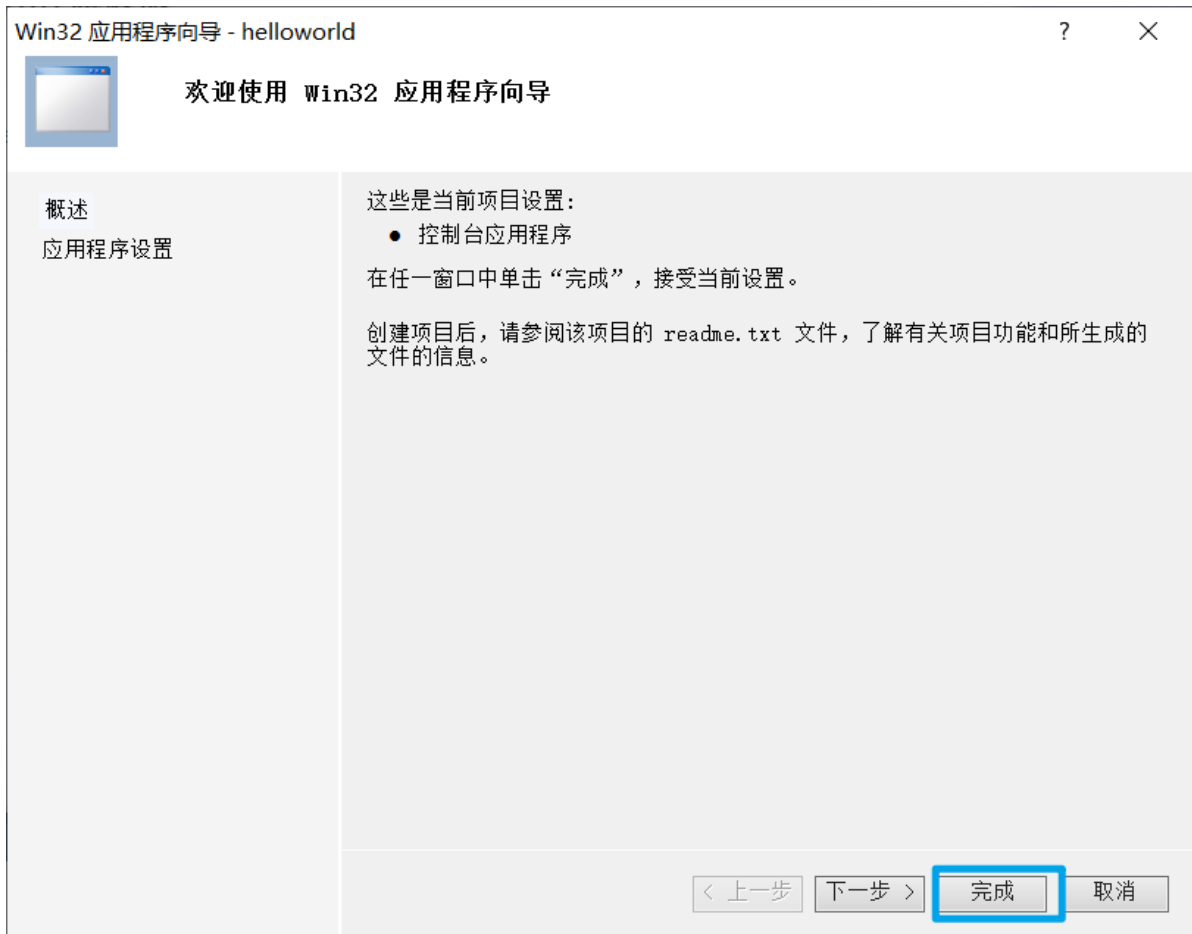 Win32 应用程序向导 - helloworld
? ×
欢迎使用 Win32 应用程序向导
概述
应用程序设置
这些是当前项目设置:
● 控制台应用程序
在任一窗口中单击“完成”,接受当前设置。
创建项目后,请参阅该项目的 readme.txt 文件,了解有关项目功能和所生成的
文件的信息。
< 上一步 下一步 > 完成 取消